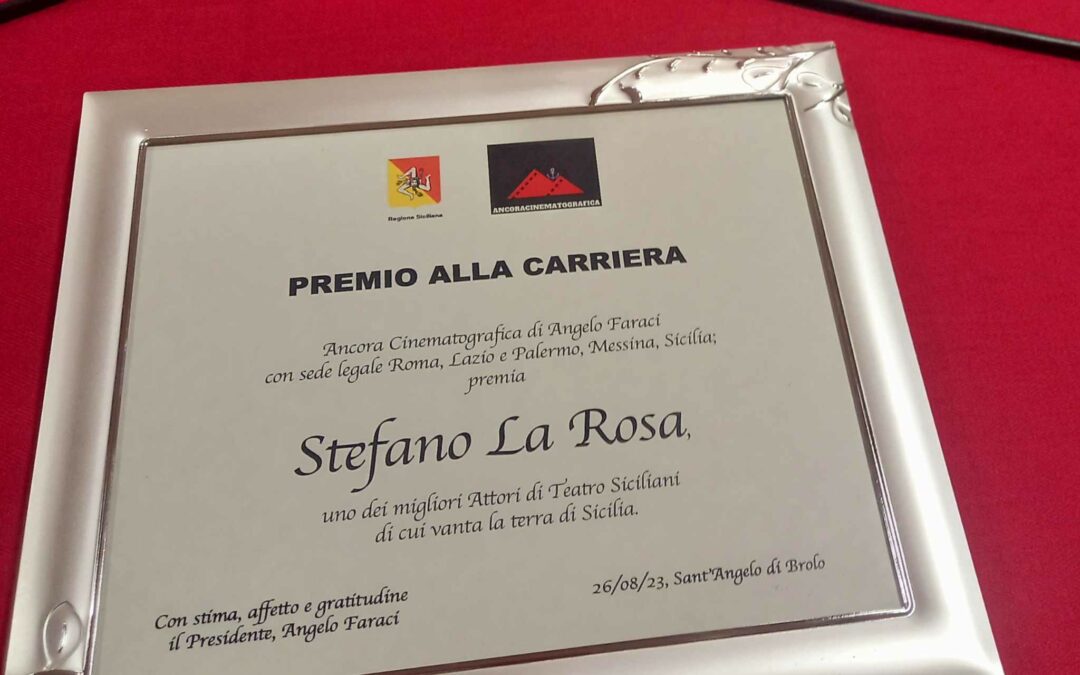 Regione Siciliana
ANCORACINEMATOGRAFICA
PREMIO ALLA CARRIERA
Ancora Cinematografica di Angelo Faraci
con sede legale Roma, Lazio e Palermo, Messina, Sicilia;
premia
Stefano La Rosa,
uno dei migliori Attori di Teatro Siciliani
di cui vanta la terra di Sicilia.
Con stima, affetto e gratitudine
il Presidente, Angelo Faraci
26/08/23, Sant'Angelo di Brolo